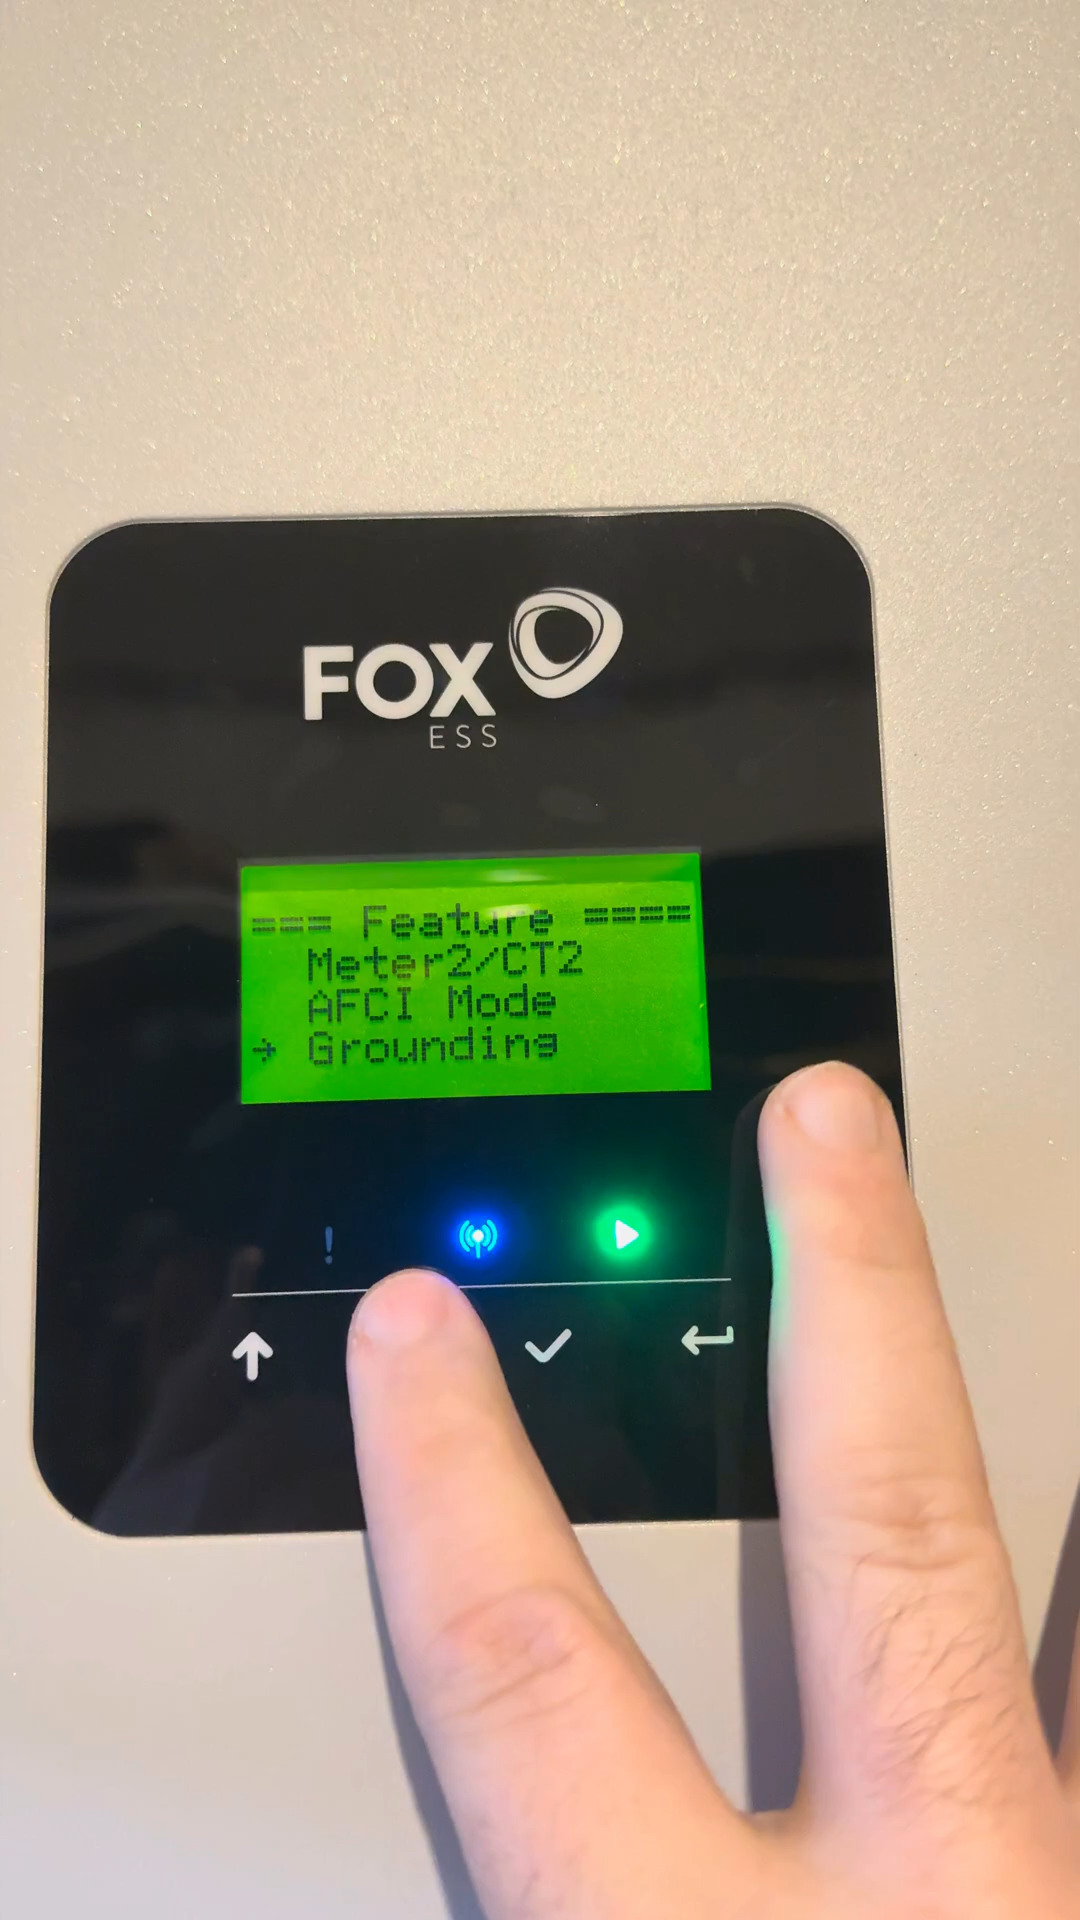 FOX
ESS
=== Feature ====
Meter2/CT2
AFCI Mode
→ Grounding
!